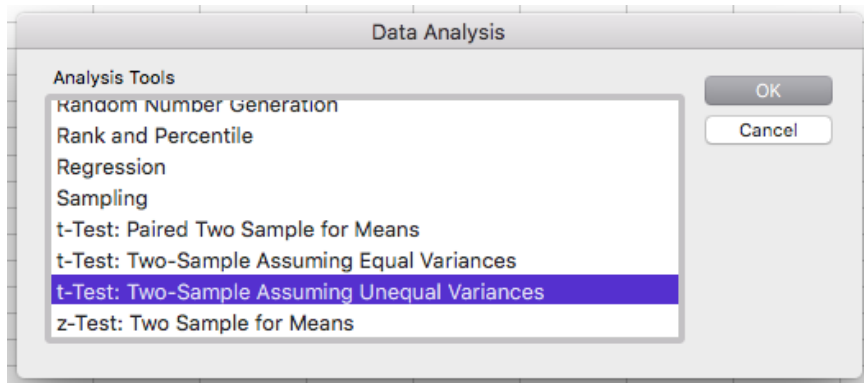 Data Analysis
Analysis Tools
OK
Random Number Generation
Rank and Percentile
Cancel
Regression
Sampling
t-Test: Paired Two Sample for Means
t-Test: Two-Sample Assuming Equal Variances
t-Test: Two-Sample Assuming Unequal Variances
z-Test: Two Sample for Means